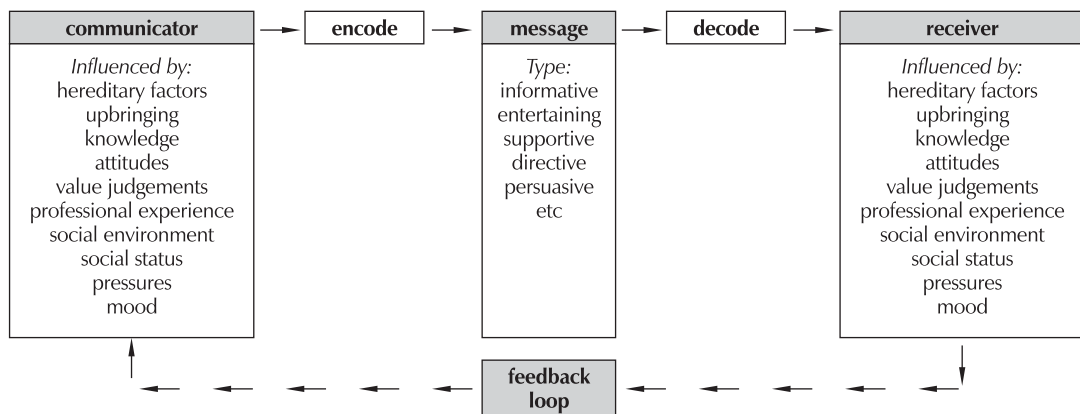 communicator
encode
message
decode
receiver
Influenced by:
hereditary factors
upbringing
knowledge
attitudes
value judgements
professional experience
social environment
social status
pressures
mood
Type:
informative
entertaining
supportive
directive
persuasive
etc
Influenced by:
hereditary factors
upbringing
knowledge
attitudes
value judgements
professional experience
social environment
social status
pressures
mood
feedback
loop